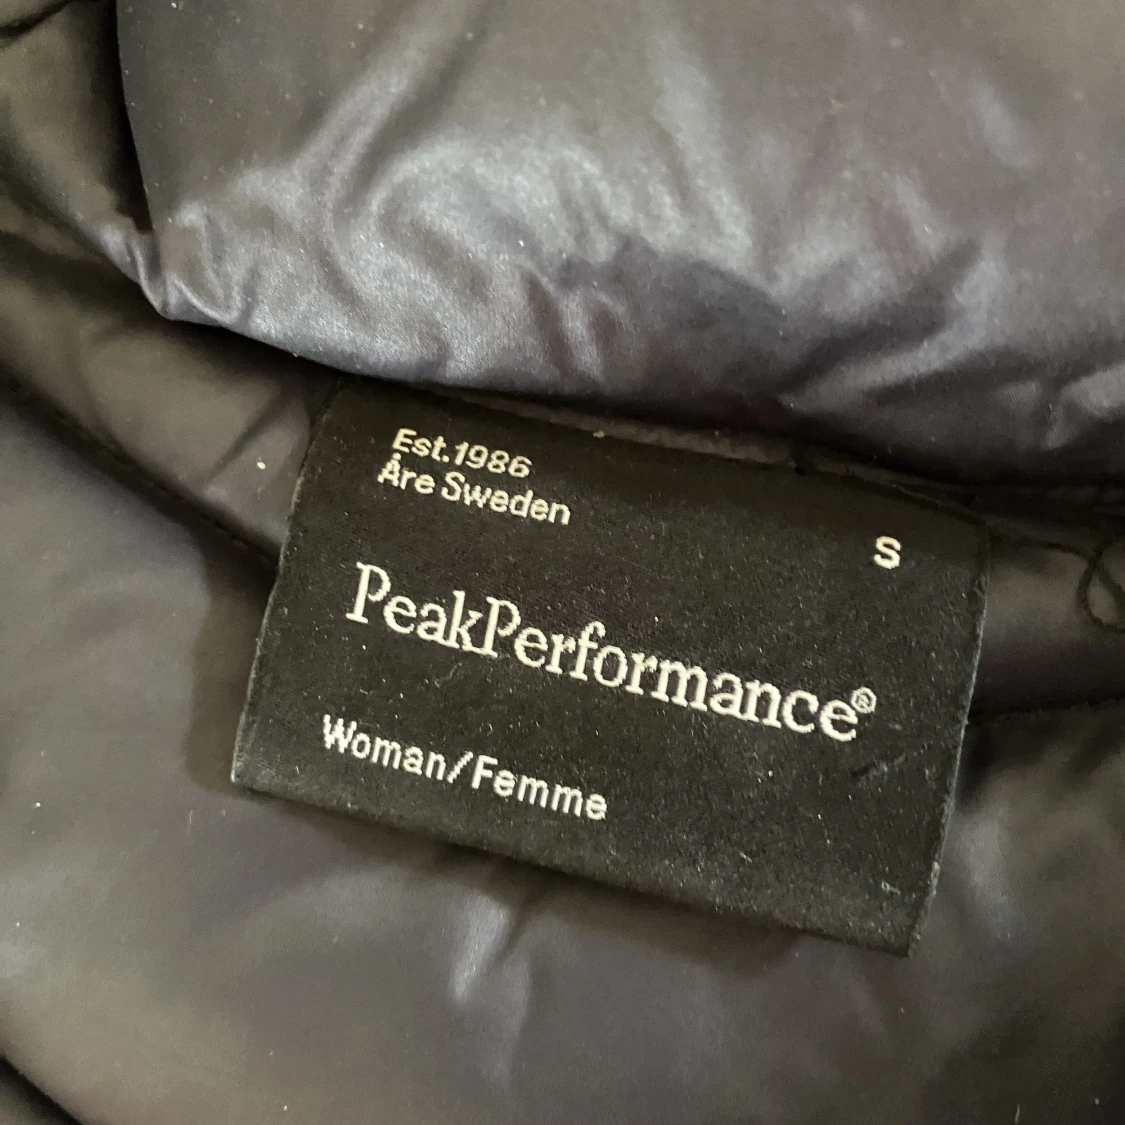 Est.1986
Åre Sweden
S
PeakPerformance®
Woman/Femme